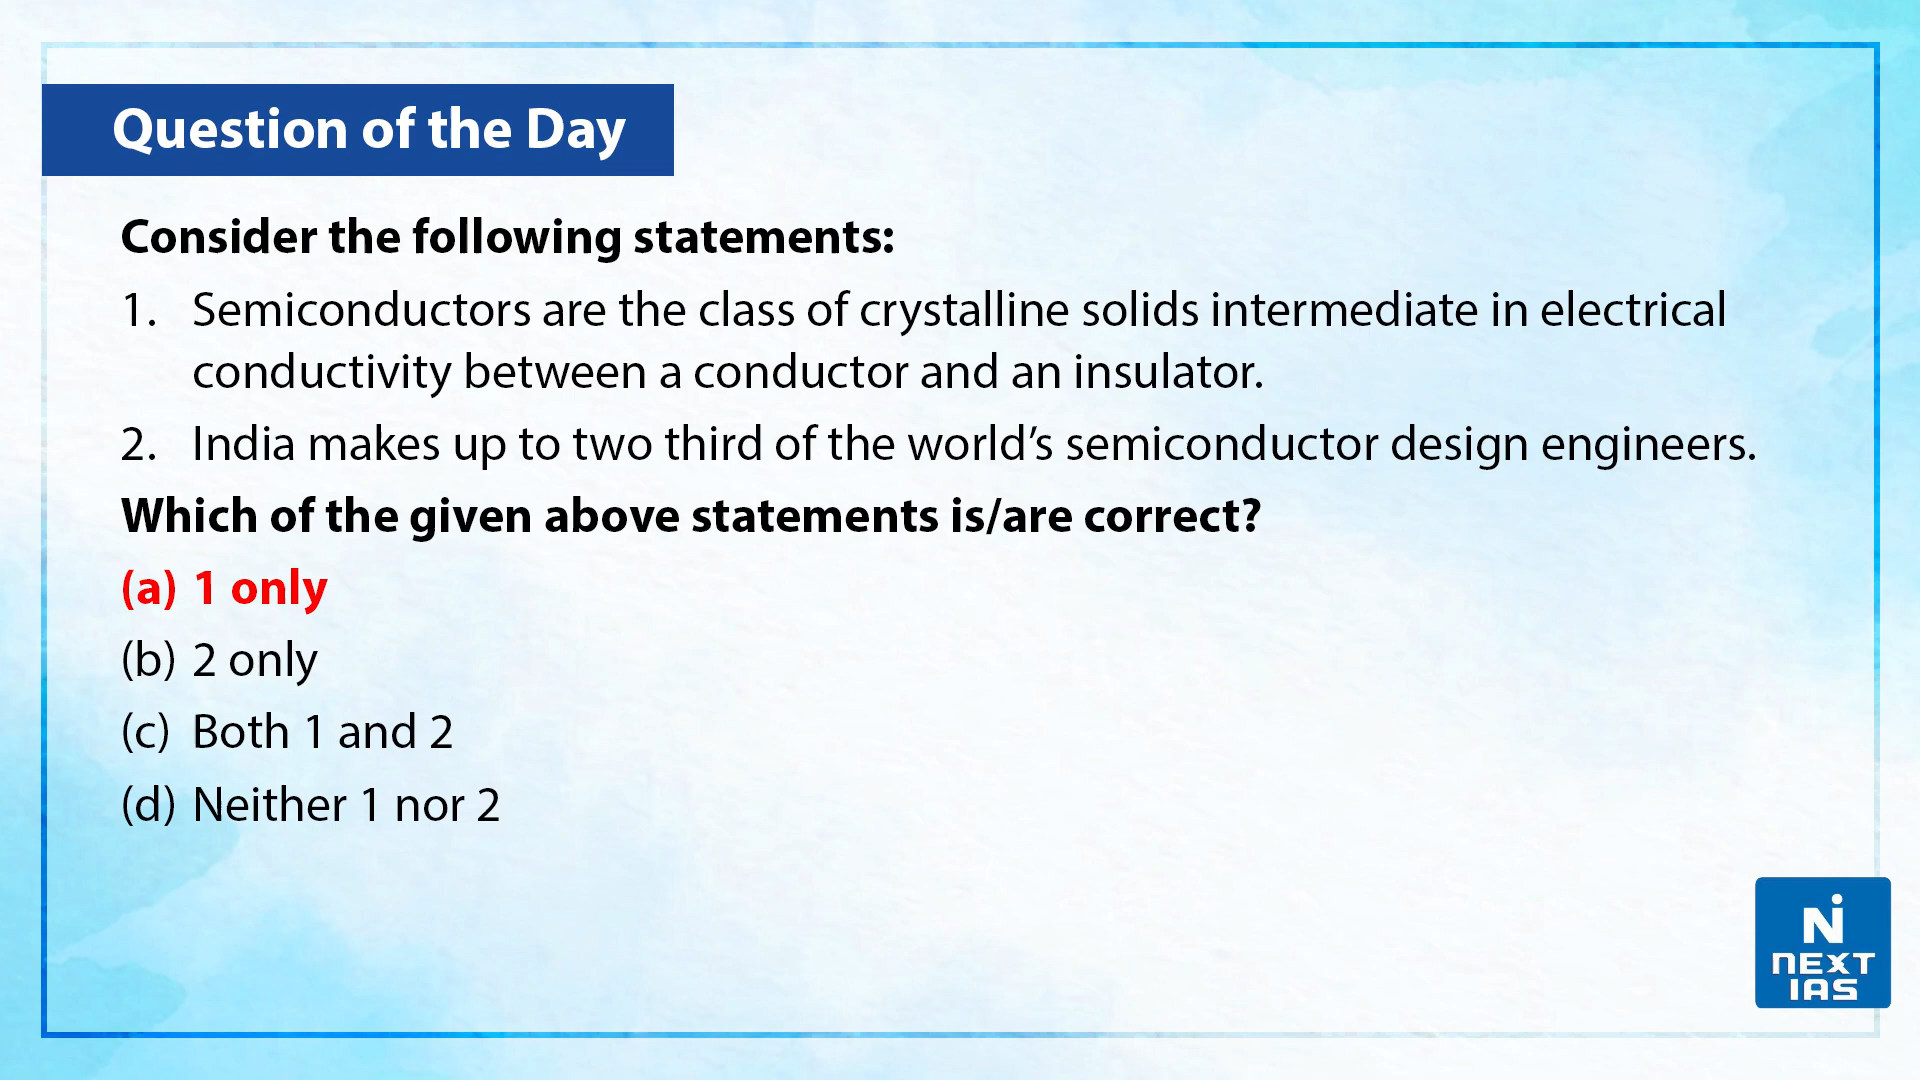 Question of the Day
Consider the following statements:
1. Semiconductors are the class of crystalline solids intermediate in electrical
conductivity between a conductor and an insulator.
2. India makes up to two third of the world’s semiconductor design engineers.
Which of the given above statements is/are correct?
(a) 1 only
(b) 2 only
(c) Both 1 and 2
(d) Neither 1 nor 2
N
NEXT
IAS